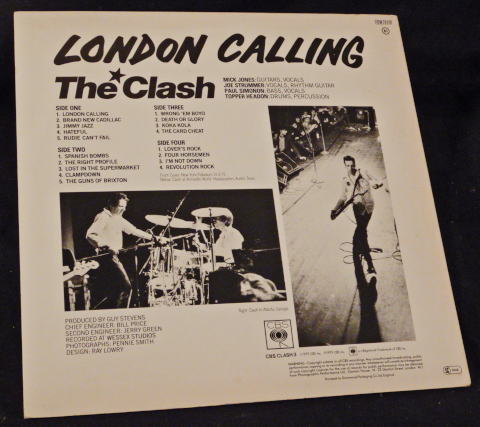 LONDON CALLING
The Clash
MICK JONES: GUITARS, VOCALS
JOE STRUMMER: VOCALS, RHYTHM GUITAR
PAUL SIMONON: BASS, VOCALS
TOPPER HEADON: DRUMS, PERCUSSION
SIDE ONE
1. LONDON CALLING
2. BRAND NEW CADILLAC
3. JIMMY JAZZ
4. HATEFUL
5. RUDIE CAN'T FAIL
SIDE TWO
1. SPANISH BOMBS
2. THE RIGHT PROFILE
3. LOST IN THE SUPERMARKET
4. CLAMPDOWN
5. THE GUNS OF BRIXTON
SIDE THREE
1. WRONG 'EM BOYO
2. DEATH OR GLORY
3. KOKA KOLA
4. THE CARD CHEAT
SIDE FOUR
1. LOVER'S ROCK
2. FOUR HORSEMEN
3. I'M NOT DOWN
4. REVOLUTION ROCK
Right: Clash in Atlanta, Georgia
PRODUCED BY GUY STEVENS
CHIEF ENGINEER: BILL PRICE
SECOND ENGINEER: JERRY GREEN
RECORDED AT WESSEX STUDIOS
PHOTOGRAPHS: PENNIE SMITH
DESIGN: RAY LOWRY
CBS
CBS CLASH 3